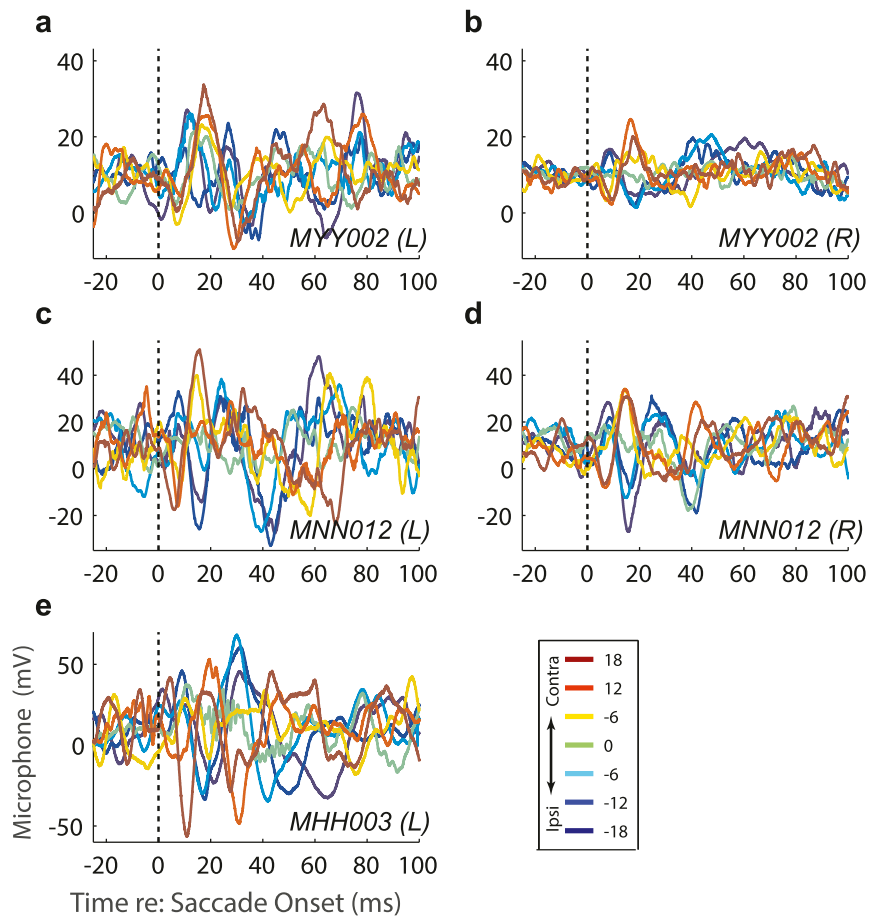 a
b
40
20
0
MYY002 (L)
-20 0 20 40 60 80 100
40
20
0
MYY002 (R)
-20 0 20 40 60 80 100
c
d
40
20
0
-20
MNN012 (L)
-20 0 20 40 60 80 100
40
20
0
-20
MNN012 (R)
-20 0 20 40 60 80 100
e
Microphone (mV)
50
0
-50
MHH003 (L)
-20 0 20 40 60 80 100
Time re: Saccade Onset (ms)
Contra
Ipsi
18
12
-6
0
-6
-12
-18